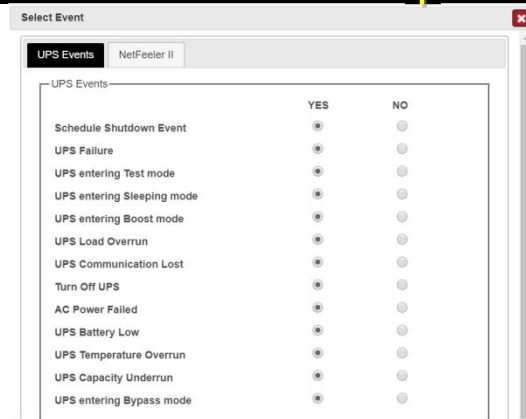 Select Event
UPS Events NetFeeler II
UPS Events
YES NO
Schedule Shutdown Event
UPS Failure
UPS entering Test mode
UPS entering Sleeping mode
UPS entering Boost mode
UPS Load Overrun
UPS Communication Lost
Turn Off UPS
AC Power Failed
UPS Battery Low
UPS Temperature Overrun
UPS Capacity Underrun
UPS entering Bypass mode